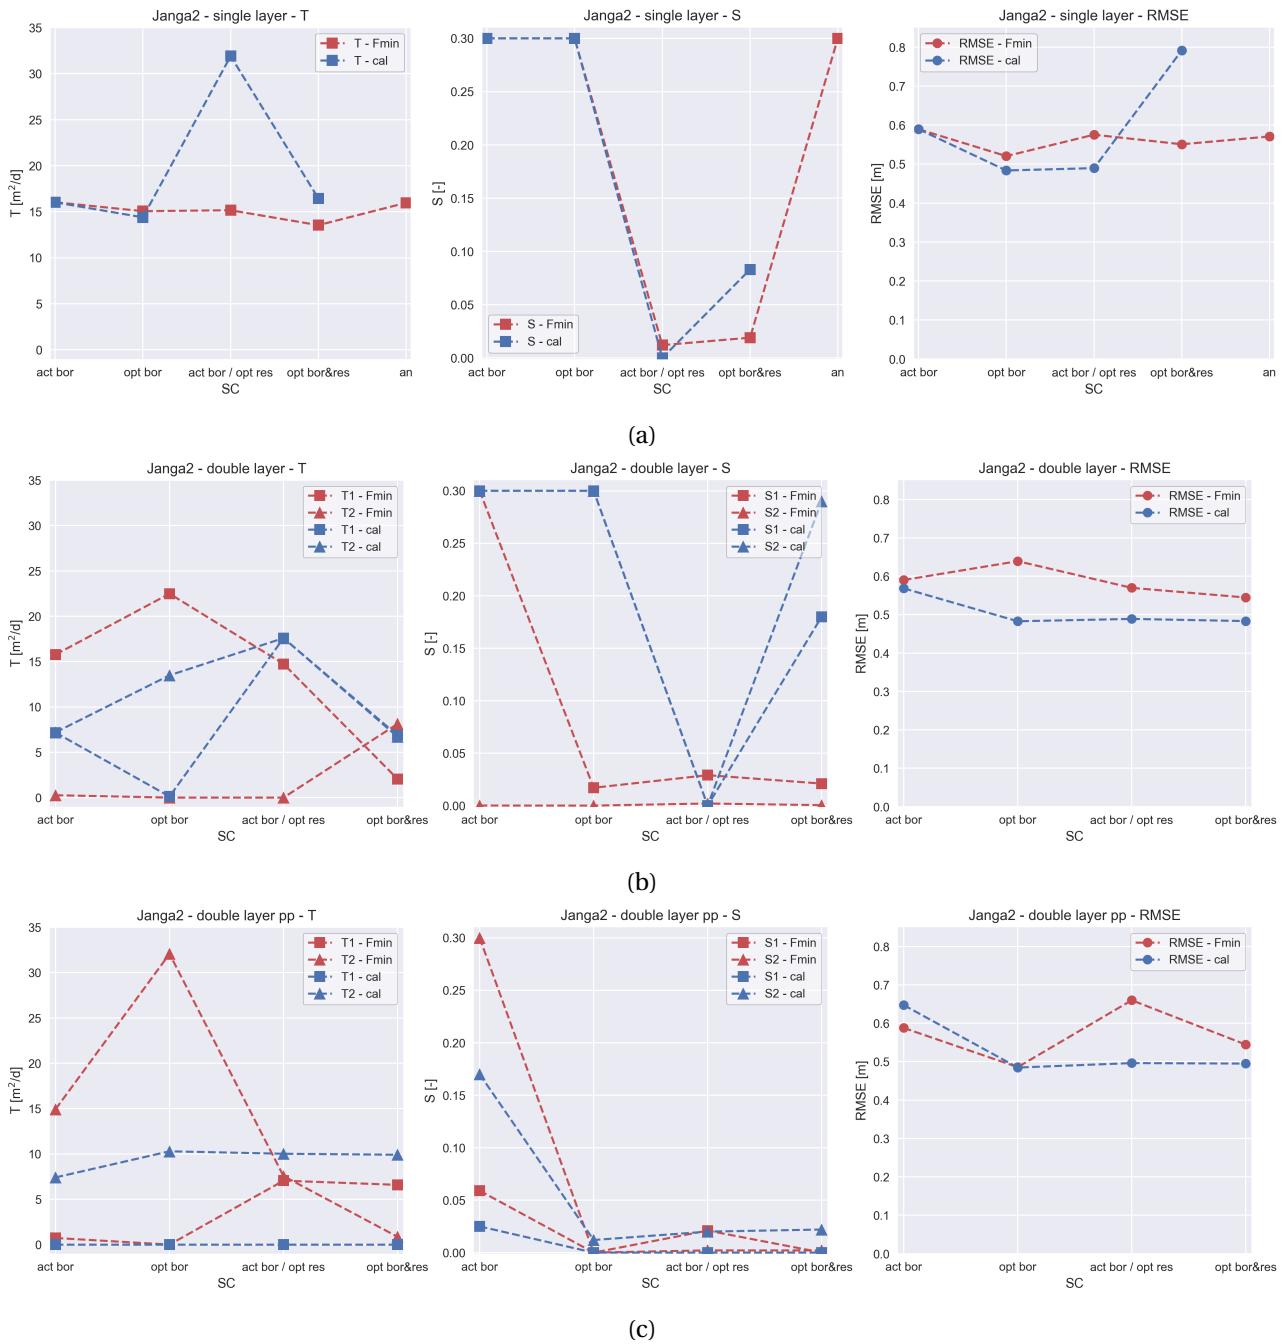 Janga2 - single layer - T
35
30
25
20
15
10
5
0
T [m²/d]
T - Fmin
T - cal
act bor
opt bor
act bor / opt res
opt bor&res
an
SC
Janga2 - single layer - S
0.30
0.25
0.20
0.15
0.10
0.05
0.00
S [-]
S - Fmin
S - cal
act bor
opt bor
act bor / opt res
opt bor&res
an
SC
Janga2 - single layer - RMSE
0.8
0.7
0.6
0.5
0.4
0.3
0.2
0.1
0.0
RMSE [m]
RMSE - Fmin
RMSE - cal
act bor
opt bor
act bor / opt res
opt bor&res
an
SC
(a)
Janga2 - double layer - T
35
30
25
20
15
10
5
0
T [m²/d]
T1 - Fmin
T2 - Fmin
T1 - cal
T2 - cal
act bor
opt bor
act bor / opt res
opt bor&res
SC
Janga2 - double layer - S
0.30
0.25
0.20
0.15
0.10
0.05
0.00
S [-]
S1 - Fmin
S2 - Fmin
S1 - cal
S2 - cal
act bor
opt bor
act bor / opt res
opt bor&res
SC
Janga2 - double layer - RMSE
0.8
0.7
0.6
0.5
0.4
0.3
0.2
0.1
0.0
RMSE [m]
RMSE - Fmin
RMSE - cal
act bor
opt bor
act bor / opt res
opt bor&res
SC
(b)
Janga2 - double layer pp - T
35
30
25
20
15
10
5
0
T [m²/d]
T1 - Fmin
T2 - Fmin
T1 - cal
T2 - cal
act bor
opt bor
act bor / opt res
opt bor&res
SC
Janga2 - double layer pp - S
0.30
0.25
0.20
0.15
0.10
0.05
0.00
S [-]
S1 - Fmin
S2 - Fmin
S1 - cal
S2 - cal
act bor
opt bor
act bor / opt res
opt bor&res
SC
Janga2 - double layer pp - RMSE
0.8
0.7
0.6
0.5
0.4
0.3
0.2
0.1
0.0
RMSE [m]
RMSE - Fmin
RMSE - cal
act bor
opt bor
act bor / opt res
opt bor&res
SC
(c)